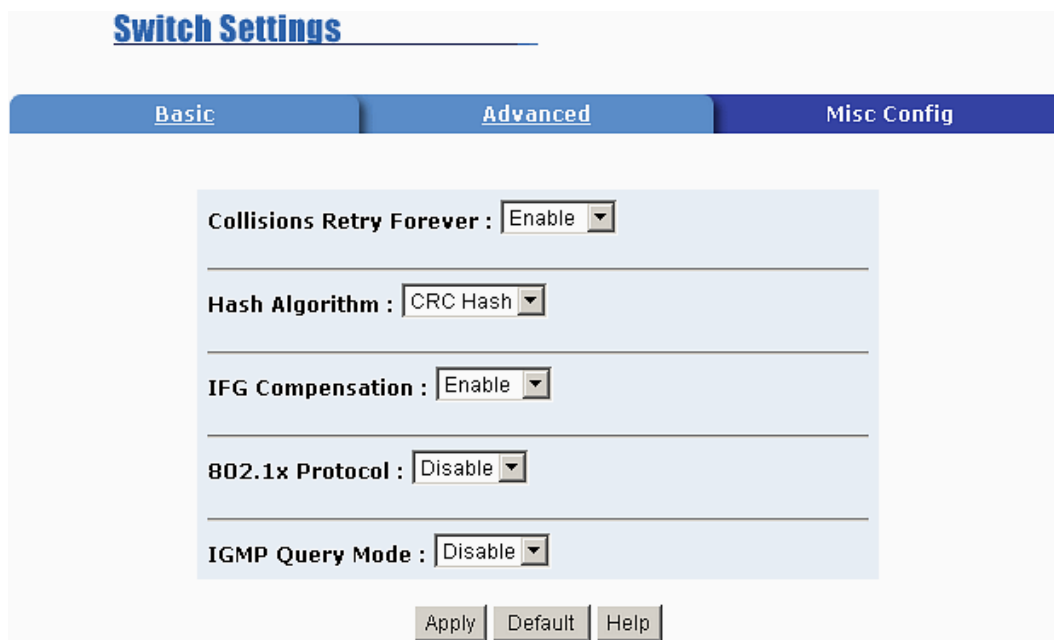 Switch Settings
Basic Advanced Misc Config
Collisions Retry Forever : Enable
Hash Algorithm : CRC Hash
IFG Compensation : Enable
802.1x Protocol : Disable
IGMP Query Mode : Disable
Apply Default Help